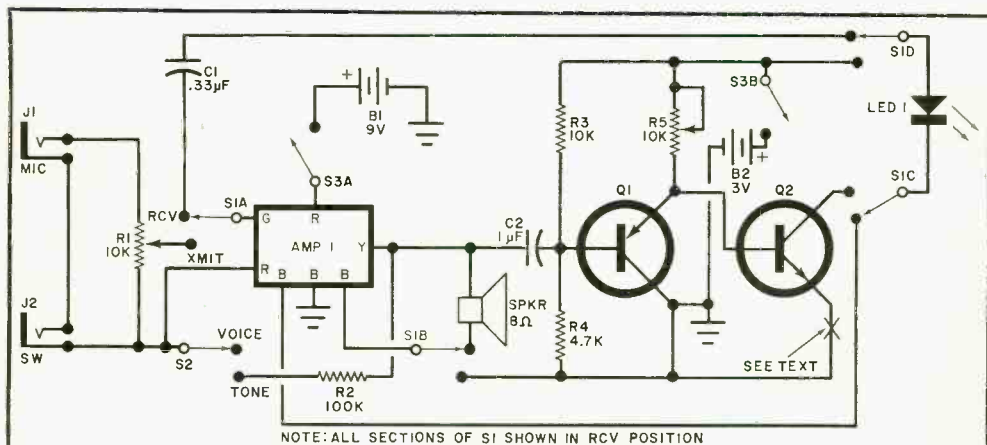 C1
.33µF
+
B1
9V
S1D
S3B
LED 1
J1
MIC
R3
10K
R5
10K
B2
3V
+
S1C
RCV
S1A
S3A
Q1
Q2
R1
10K
XMIT
G
R
AMP 1
Y
R
B
B
B
C2
1µF
J2
SW
VOICE
S2
S1B
SPKR
8Ω
R4
4.7K
SEE TEXT
TONE
R2
100K
NOTE: ALL SECTIONS OF S1 SHOWN IN RCV POSITION